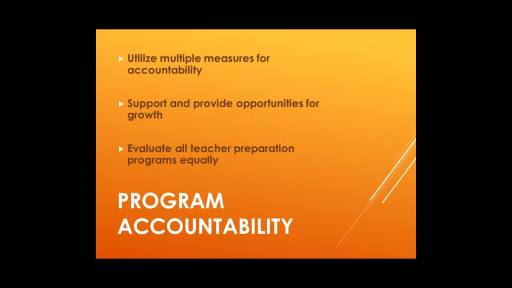 Utilize multiple measures for
accountability
Support and provide opportunities for
growth
Evaluate all teacher preparation
programs equally
PROGRAM
ACCOUNTABILITY